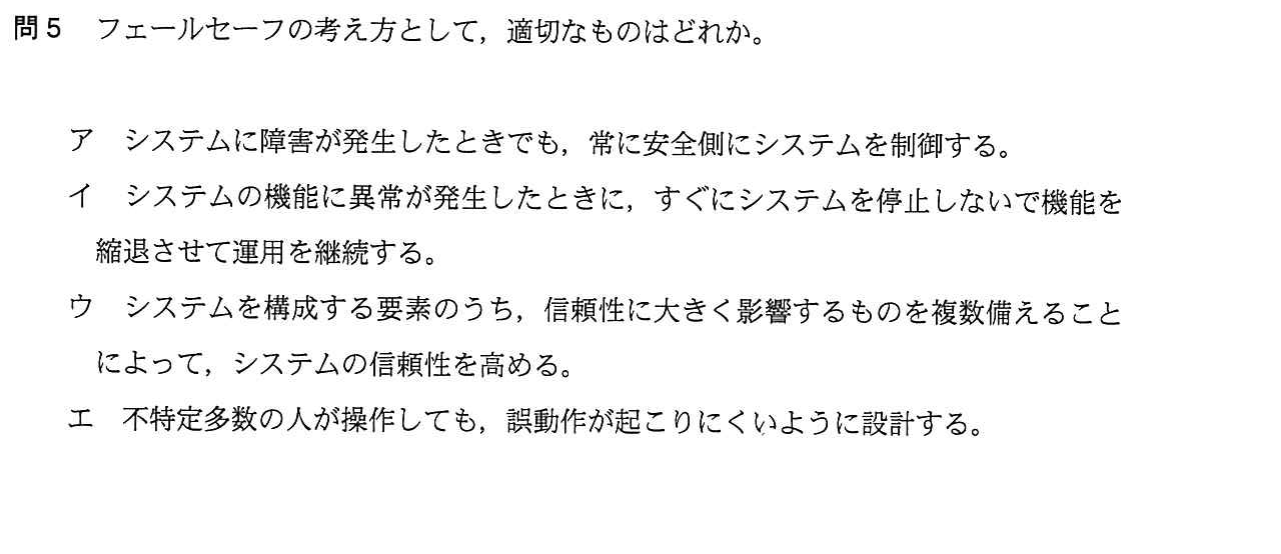 問5　フェールセーフの考え方として，適切なものはどれか。
ア　システムに障害が発生したときでも，常に安全側にシステムを制御する。
イ　システムの機能に異常が発生したときに，すぐにシステムを停止しないで機能を
縮退させて運用を継続する。
ウ　システムを構成する要素のうち，信頼性に大きく影響するものを複数備えること
によって，システムの信頼性を高める。
エ　不特定多数の人が操作しても，誤動作が起こりにくいように設計する。